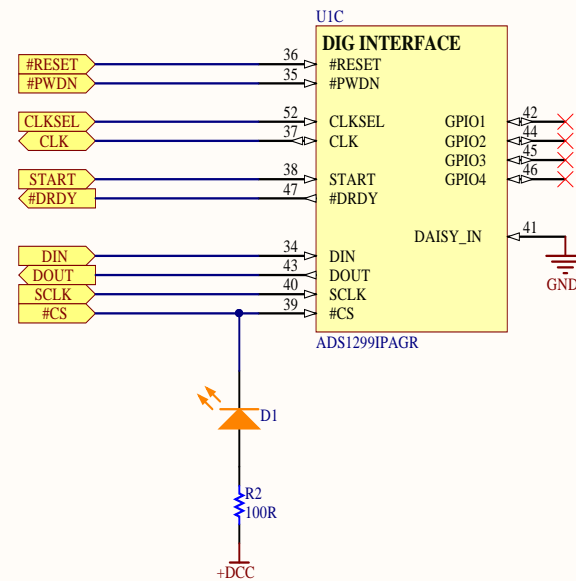 U1C
DIG INTERFACE
#RESET 36 #RESET
#PWDN 35 #PWDN
CLKSEL 52 CLKSEL GPIO1 42
CLK 37 CLK GPIO2 44
GPIO3 45
START 38 START GPIO4 46
#DRDY 47 #DRDY
DAISY_IN 41
DIN 34 DIN
DOUT 43 DOUT
GND
SCLK 40 SCLK
#CS 39 #CS
ADS1299IPAGR
D1
R2
100R
+DCC